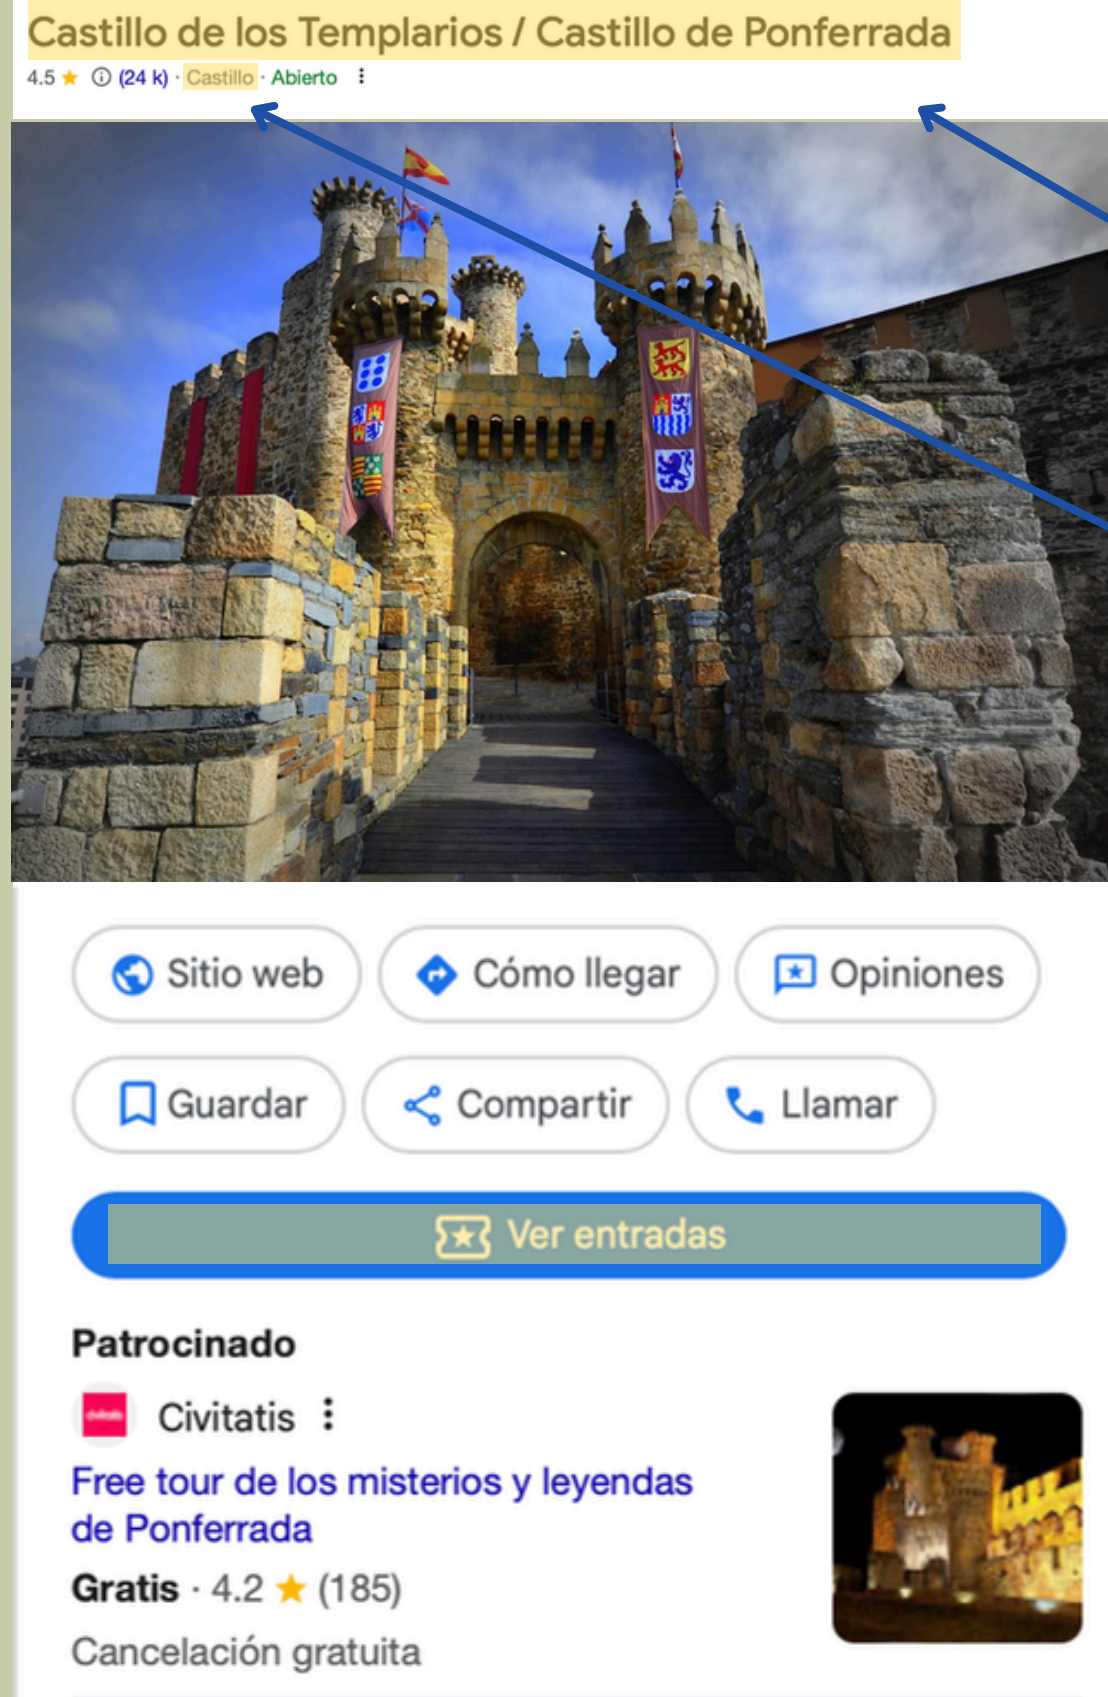 Castillo de los Templarios / Castillo de Ponferrada
4.5 (24 k) · Castillo · Abierto
Sitio web
Cómo llegar
Opiniones
Guardar
Compartir
Llamar
Ver entradas
Patrocinado
Civitatis
Free tour de los misterios y leyendas
de Ponferrada
Gratis · 4.2 ★ (185)
Cancelación gratuita